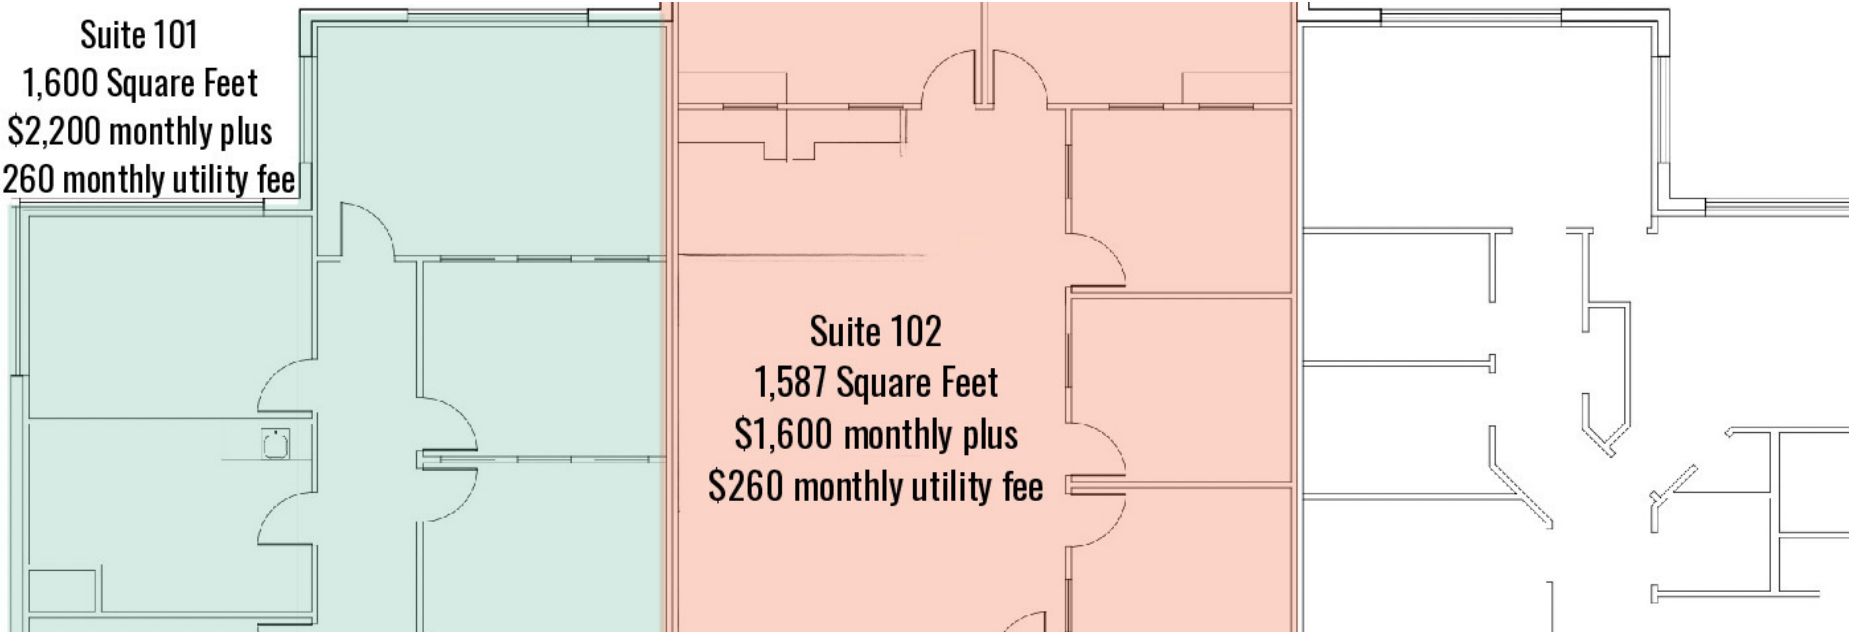 Suite 101
1,600 Square Feet
$2,200 monthly plus
260 monthly utility fee
Suite 102
1,587 Square Feet
$1,600 monthly plus
$260 monthly utility fee